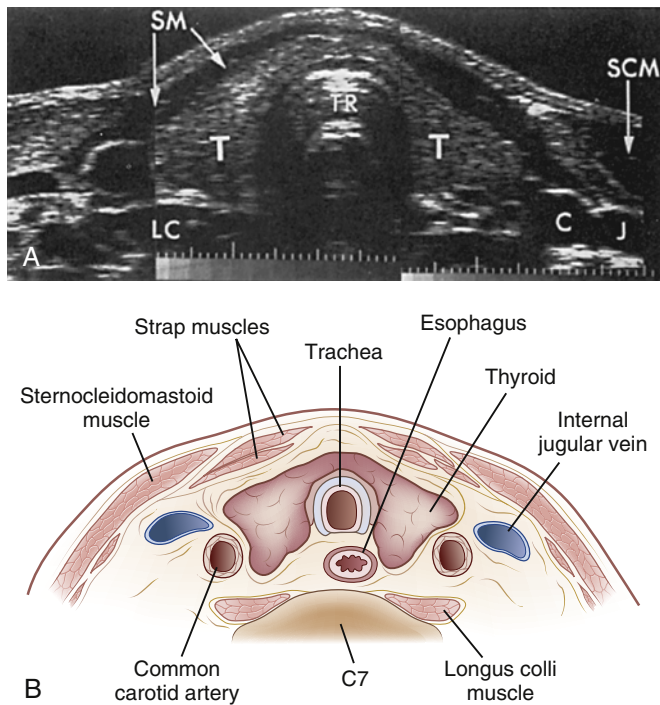 SM
SCM
TR
T
T
LC
C
J
A
Strap muscles
Esophagus
Trachea
Thyroid
Sternocleidomastoid
muscle
Internal
jugular vein
Common
carotid artery
C7
Longus colli
muscle
B